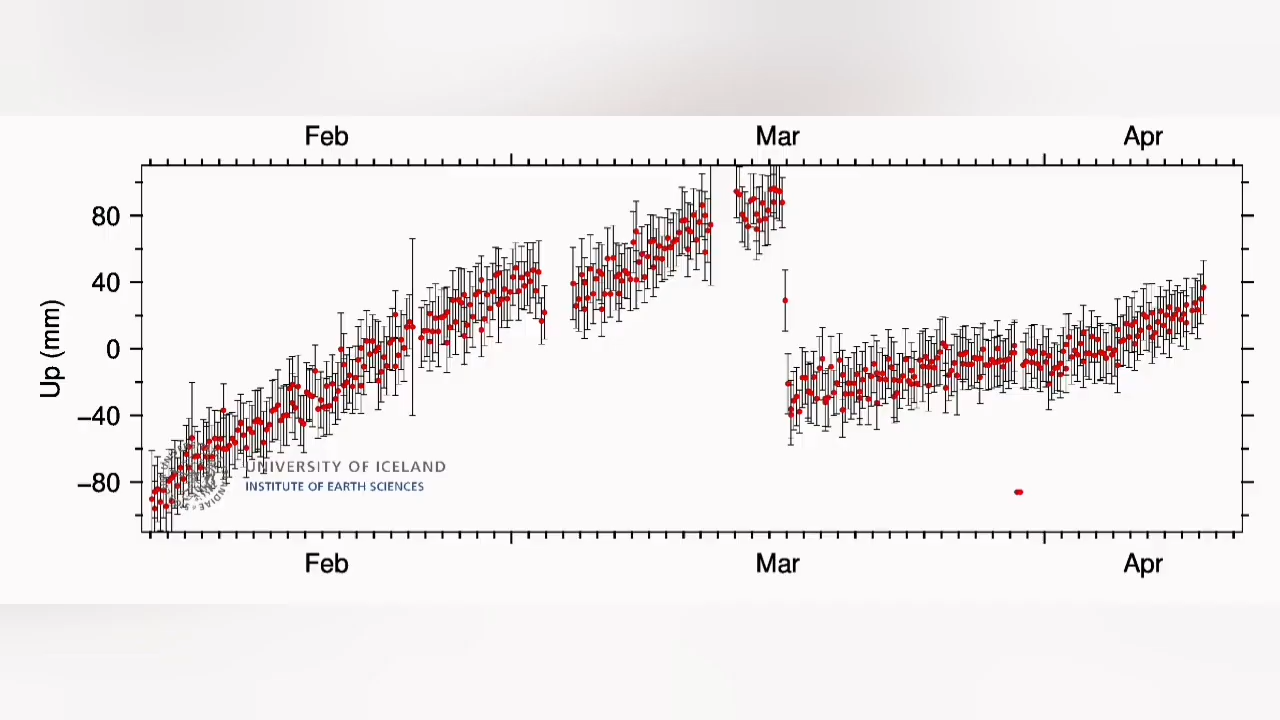 Feb Mar Apr
80
40
0
−40
−80
Up (mm)
UNIVERSITY OF ICELAND
INSTITUTE OF EARTH SCIENCES
Feb Mar Apr